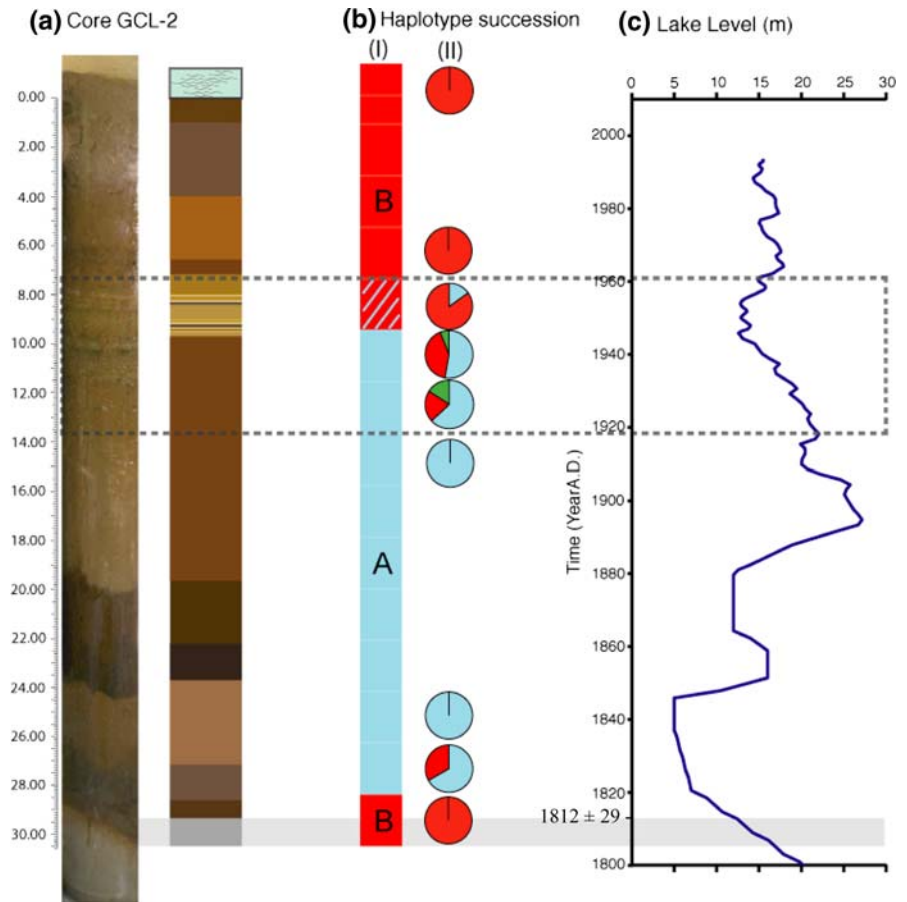 (a) Core GCL-2
(b) Haplotype succession
(I) (II)
(c) Lake Level (m)
0 5 10 15 20 25 30
0.00
2.00
4.00
6.00
8.00
10.00
12.00
14.00
16.00
18.00
20.00
22.00
24.00
26.00
28.00
30.00
B
A
B
Time (YearA.D.)
2000
1980
1960
1940
1920
1900
1880
1860
1840
1820
1812 ± 29
1800